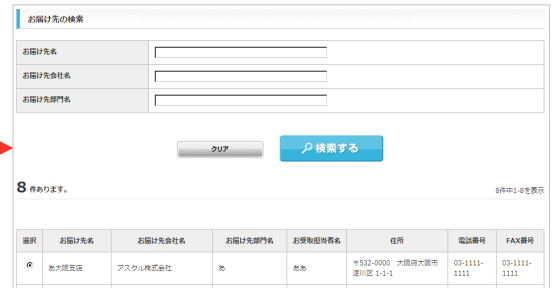 お届け先の検索
お届け先名
お届け先会社名
お届け先部門名
クリア
検索する
8 件あります。
8件中1-8を表示
選択 お届け先名 お届け先会社名 お届け先部門名 お受取担当者名 住所 電話番号 FAX番号
あ大阪支店 アスクル株式会社 あ ああ 〒532-0000 大阪府大阪市 03-1111- 03-1111-
淀川区 1-1-1 1111 1111